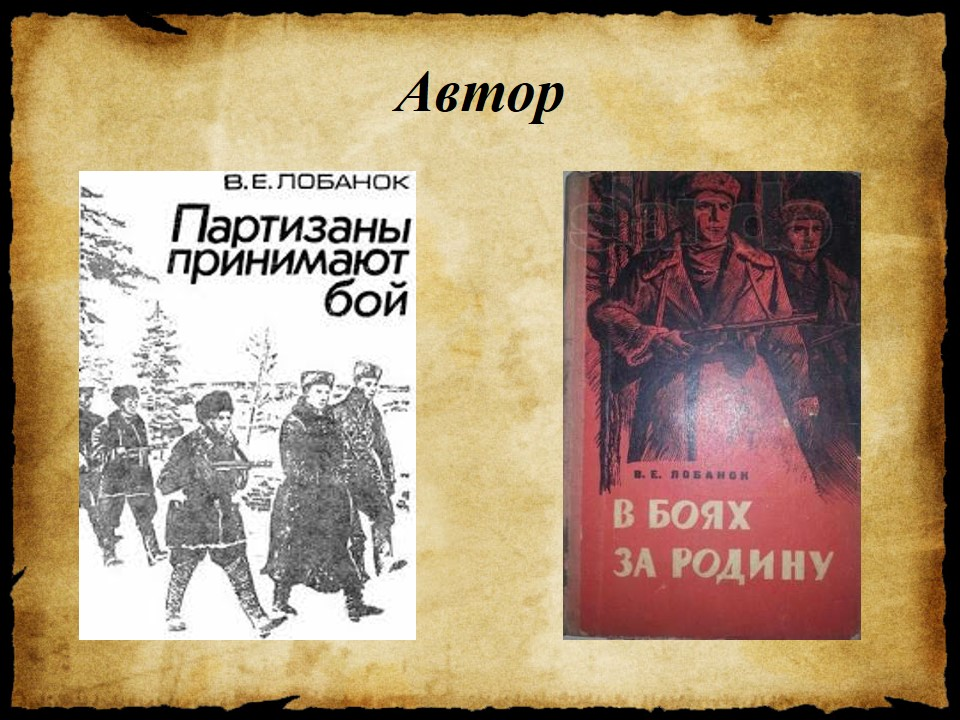 Автор
В.Е. ЛОБАНОК
Партизаны
принимают
бой
В. Е. ЛОБАНОК
В БОЯХ
ЗА РОДИНУ